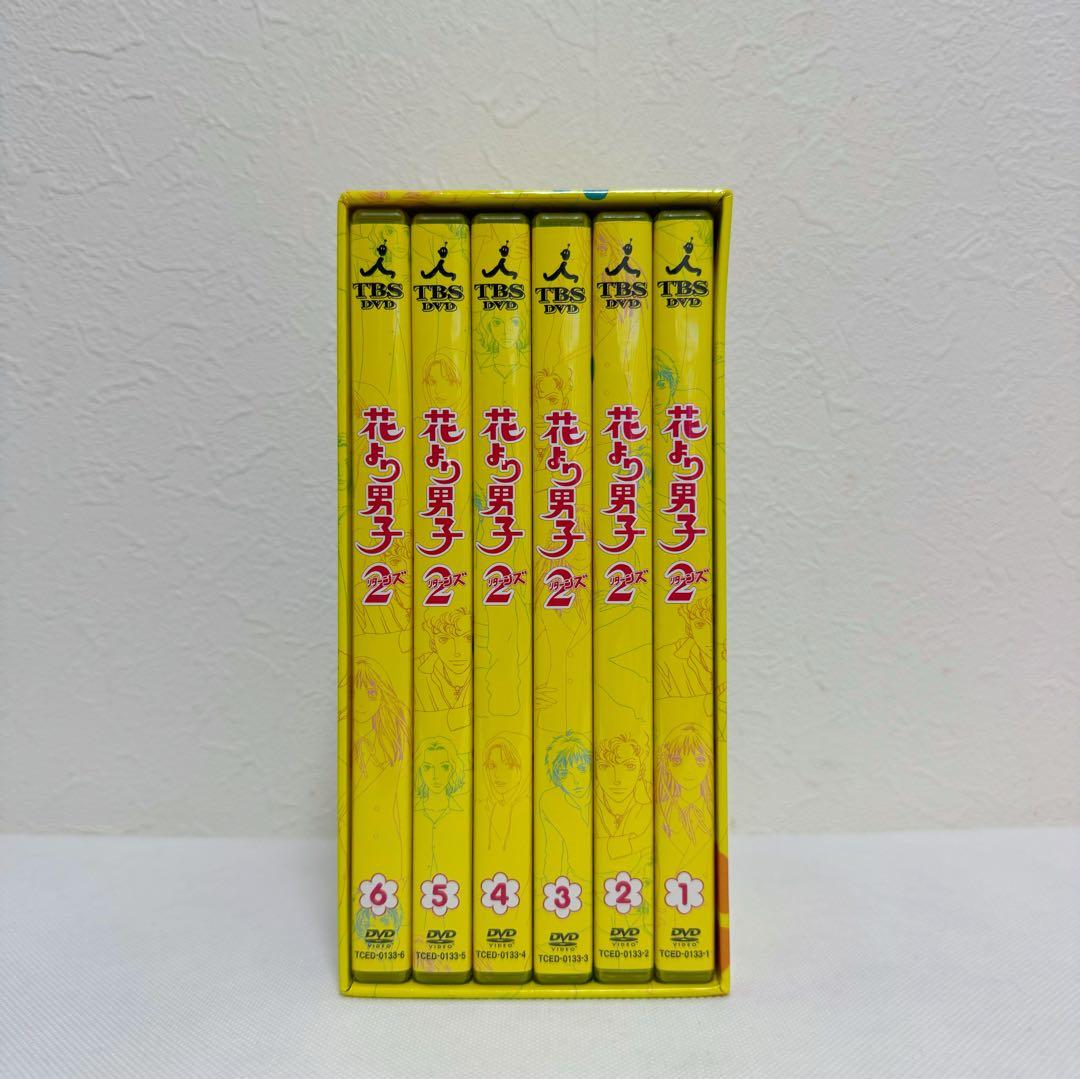 TBS
DVD
花より男子
2
リターンズ
6
DVD
VIDEO
TCED-0133-6
TBS
DVD
花より男子
2
リターンズ
5
DVD
VIDEO
TCED-0133-5
TBS
DVD
花より男子
2
リターンズ
4
DVD
VIDEO
TCED-0133-4
TBS
DVD
花より男子
2
リターンズ
3
DVD
VIDEO
TCED-0133-3
TBS
DVD
花より男子
2
リターンズ
2
DVD
VIDEO
TCED-0133-2
TBS
DVD
花より男子
2
リターンズ
1
DVD
VIDEO
TCED-0133-1